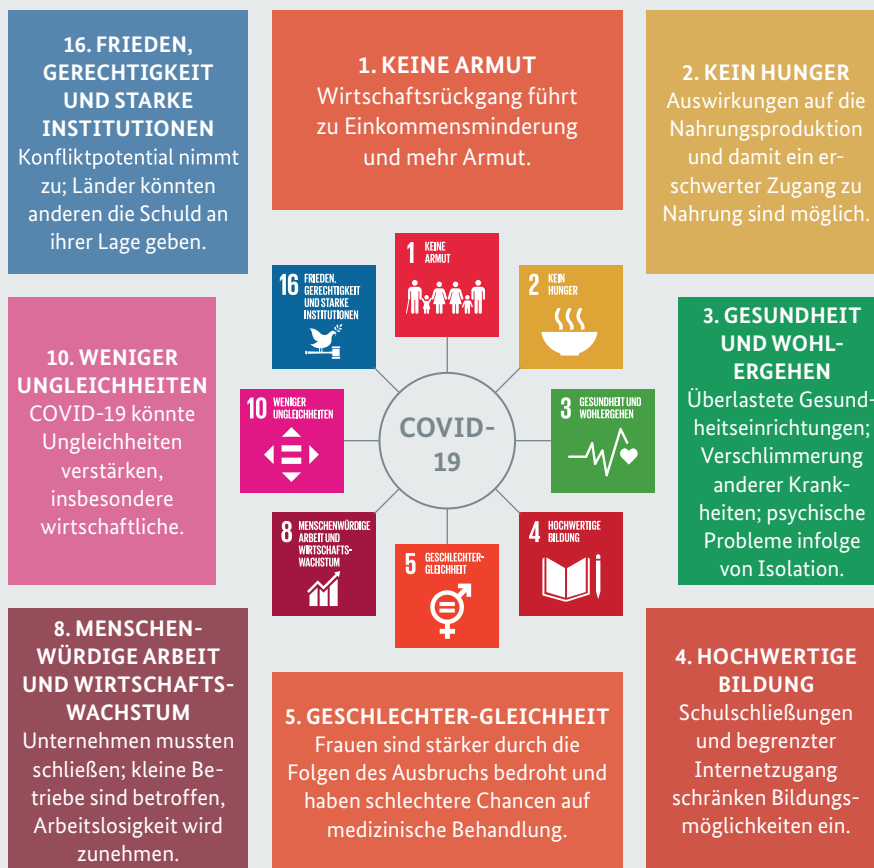 16. FRIEDEN,
GERECHTIGKEIT
UND STARKE
INSTITUTIONEN
Konfliktpotential nimmt
zu; Länder könnten
anderen die Schuld an
ihrer Lage geben.
1. KEINE ARMUT
Wirtschaftsrückgang führt
zu Einkommensminderung
und mehr Armut.
2. KEIN HUNGER
Auswirkungen auf die
Nahrungsproduktion
und damit ein er-
schwerter Zugang zu
Nahrung sind möglich.
10. WENIGER
UNGLEICHHEITEN
COVID-19 könnte
Ungleichheiten
verstärken,
insbesondere
wirtschaftliche.
16 FRIEDEN,
GERECHTIGKEIT
UND STARKE
INSTITUTIONEN
1 KEINE
ARMUT
2 KEIN
HUNGER
10 WENIGER
UNGLEICHHEITEN
COVID-
19
3 GESUNDHEIT UND
WOHLERGEHEN
8 MENSCHENWÜRDIGE
ARBEIT UND
WIRTSCHAFTS-
WACHSTUM
5 GESCHLECHTER-
GLEICHHEIT
4 HOCHWERTIGE
BILDUNG
3. GESUNDHEIT
UND WOHL-
ERGEHEN
Überlastete Gesund-
heitseinrichtungen;
Verschlimmerung
anderer Krank-
heiten; psychische
Probleme infolge
von Isolation.
8. MENSCHEN-
WÜRDIGE ARBEIT
UND WIRTSCHAFTS-
WACHSTUM
Unternehmen mussten
schließen; kleine Be-
triebe sind betroffen,
Arbeitslosigkeit wird
zunehmen.
5. GESCHLECHTER-GLEICHHEIT
Frauen sind stärker durch die
Folgen des Ausbruchs bedroht und
haben schlechtere Chancen auf
medizinische Behandlung.
4. HOCHWERTIGE
BILDUNG
Schulschließungen
und begrenzter
Internetzugang
schränken Bildungs-
möglichkeiten ein.